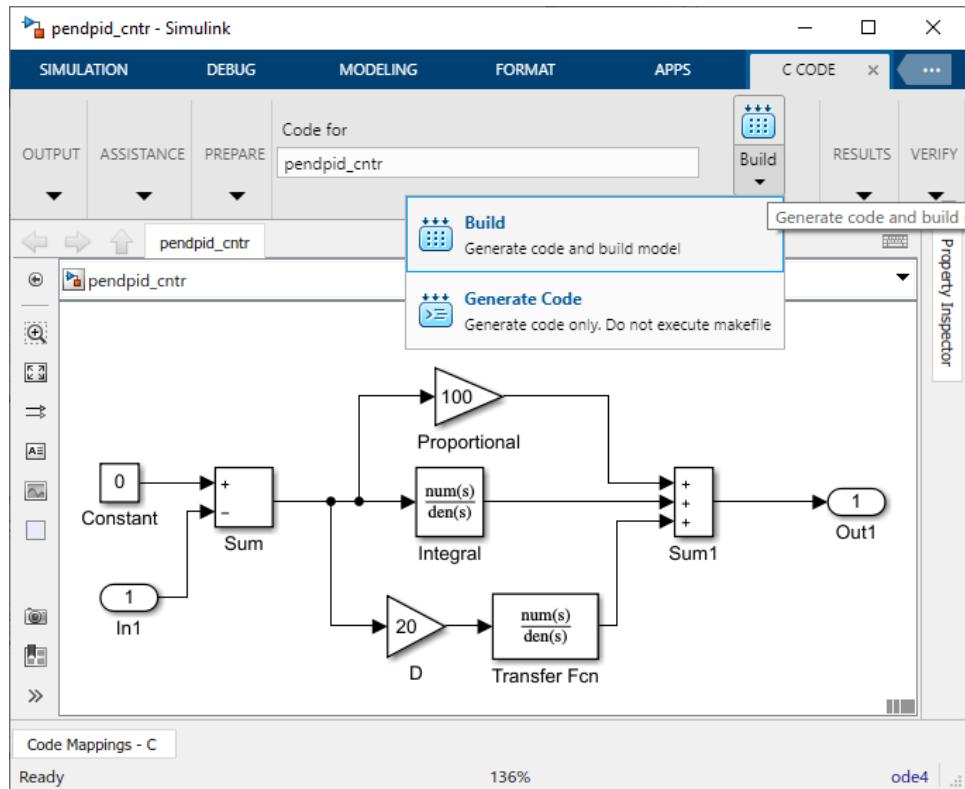 pendpid_cntr - Simulink
SIMULATION DEBUG MODELING FORMAT APPS C CODE
OUTPUT ASSISTANCE PREPARE Code for Build RESULTS VERIFY
pendpid_cntr
Generate code and build
Build
Generate code and build model
Generate Code
Generate code only. Do not execute makefile
pendpid_cntr
pendpid_cntr
Property Inspector
100
Proportional
0
Constant
+
−
Sum
num(s)
den(s)
Integral
+
+
+
Sum1
1
Out1
1
In1
20
D
num(s)
den(s)
Transfer Fcn
Code Mappings - C
Ready 136% ode4